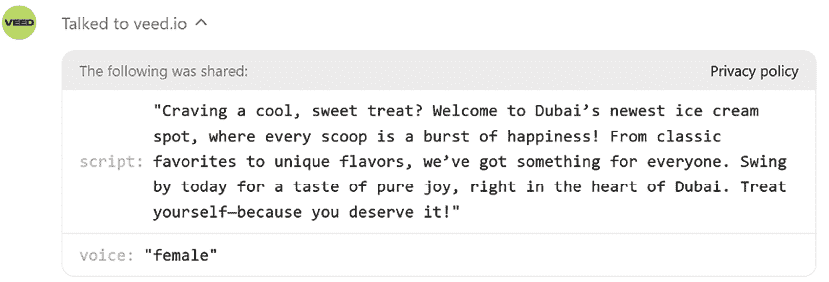 VEED
Talked to veed.io
The following was shared:
Privacy policy
"Craving a cool, sweet treat? Welcome to Dubai’s newest ice cream
spot, where every scoop is a burst of happiness! From classic
script: favorites to unique flavors, we’ve got something for everyone. Swing
by today for a taste of pure joy, right in the heart of Dubai. Treat
yourself—because you deserve it!"
voice: "female"